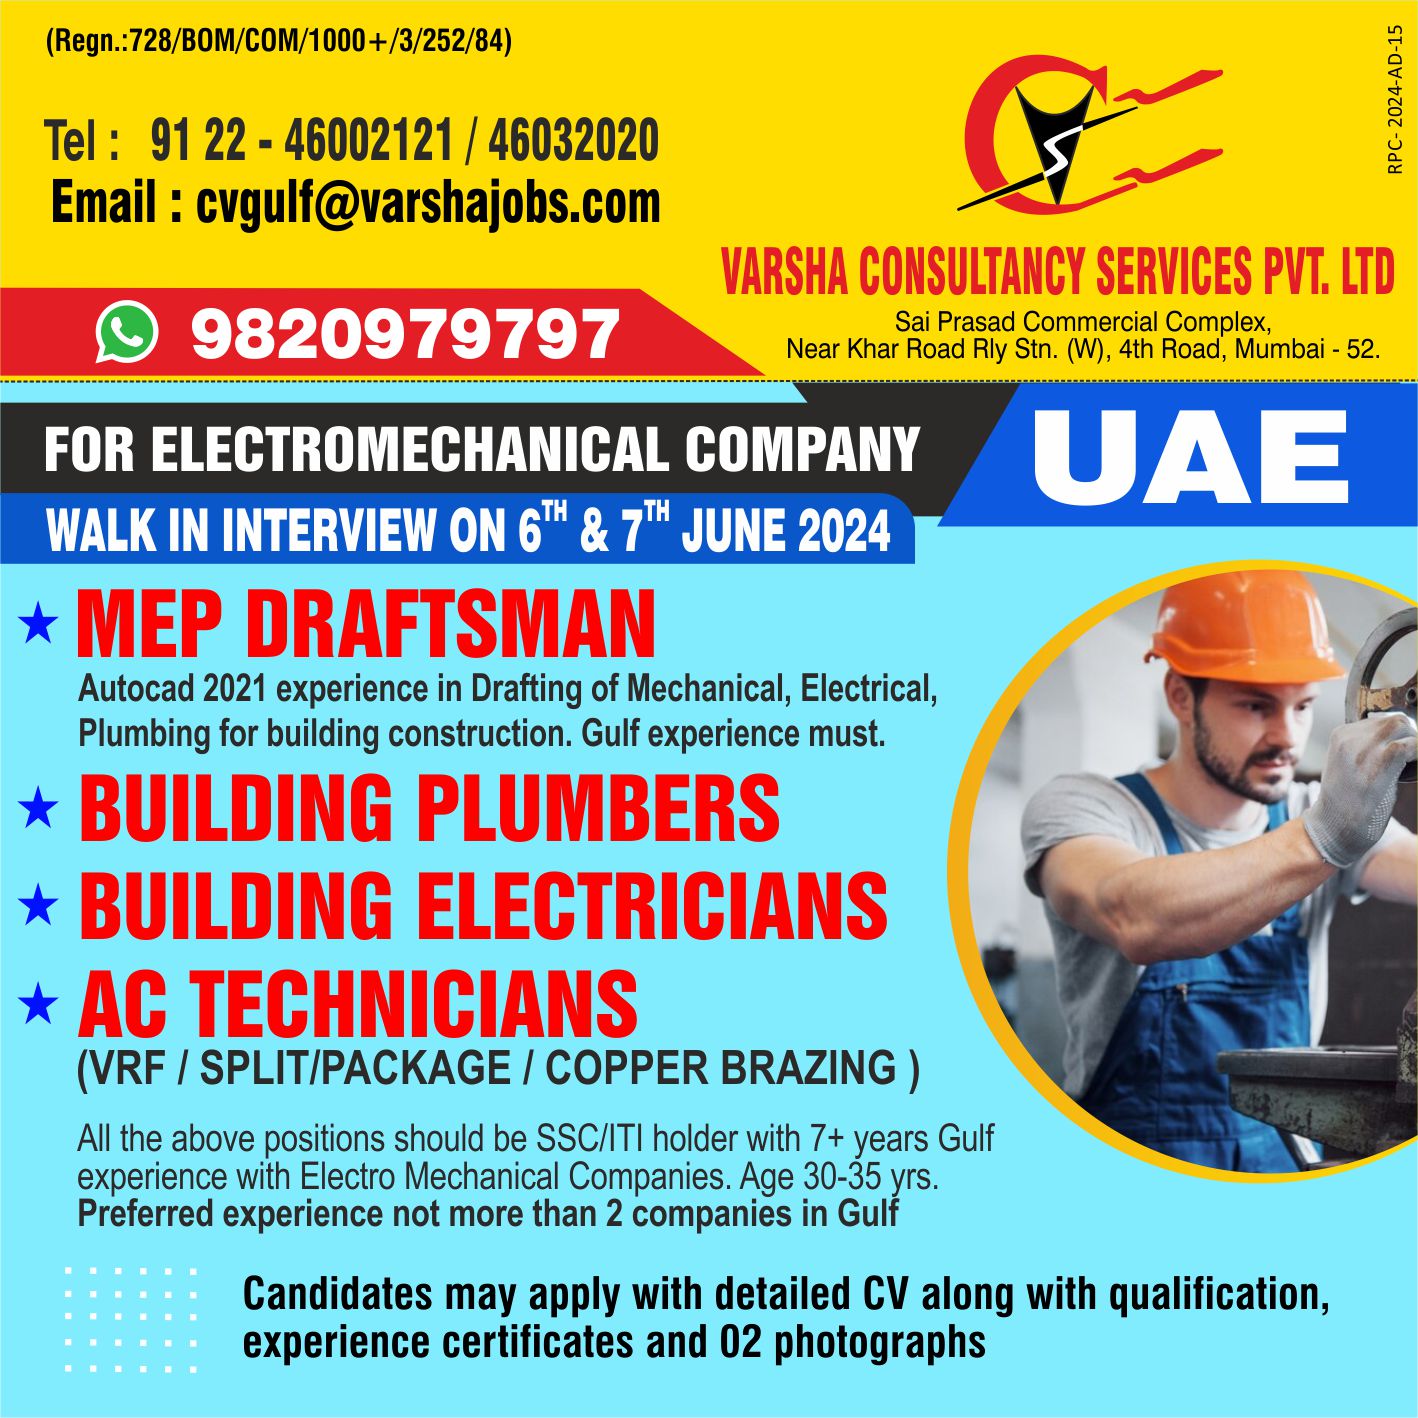 (Regn.:728/BOM/COM/1000+/3/252/84)
RPC- 2024-AD-15
Tel : 91 22 - 46002121 / 46032020
Email : cvgulf@varshajobs.com
9820979797
VARSHA CONSULTANCY SERVICES PVT. LTD
Sai Prasad Commercial Complex,
Near Khar Road Rly Stn. (W), 4th Road, Mumbai - 52.
FOR ELECTROMECHANICAL COMPANY
UAE
WALK IN INTERVIEW ON 6TH & 7TH JUNE 2024
★ MEP DRAFTSMAN
Autocad 2021 experience in Drafting of Mechanical, Electrical,
Plumbing for building construction. Gulf experience must.
★ BUILDING PLUMBERS
★ BUILDING ELECTRICIANS
★ AC TECHNICIANS
(VRF / SPLIT/PACKAGE / COPPER BRAZING )
All the above positions should be SSC/ITI holder with 7+ years Gulf
experience with Electro Mechanical Companies. Age 30-35 yrs.
Preferred experience not more than 2 companies in Gulf
Candidates may apply with detailed CV along with qualification,
experience certificates and 02 photographs